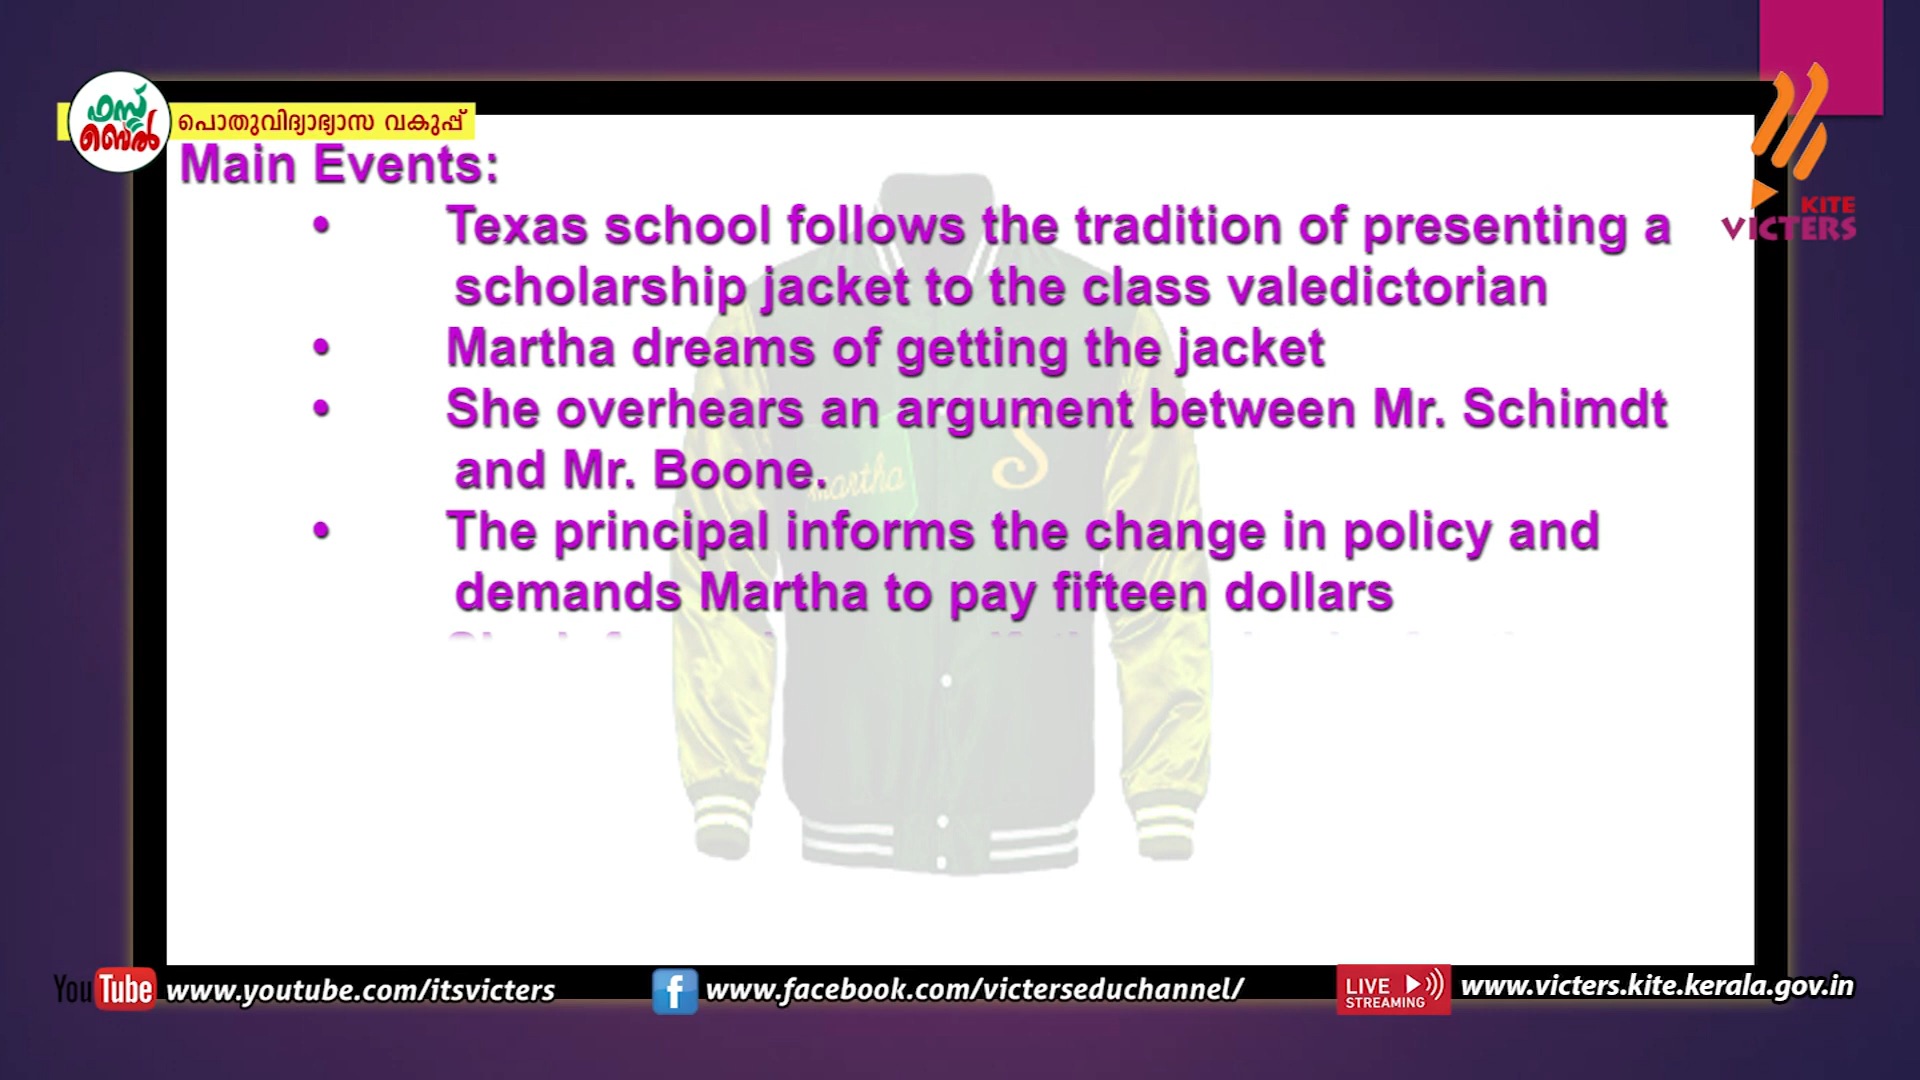 ഫസ്റ്റ്
ബെൽ
പൊതുവിദ്യാഭ്യാസ വകുപ്പ്
KITE
VICTERS
Main Events:
• Texas school follows the tradition of presenting a
scholarship jacket to the class valedictorian
• Martha dreams of getting the jacket
• She overhears an argument between Mr. Schimdt
and Mr. Boone.
• The principal informs the change in policy and
demands Martha to pay fifteen dollars
martha
S
YouTube www.youtube.com/itsvicters
f www.facebook.com/victerseduchannel/
LIVE
STREAMING
www.victers.kite.kerala.gov.in